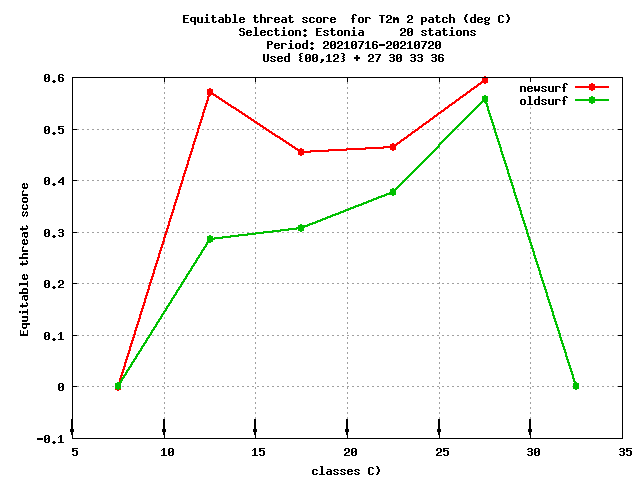 Equitable threat score  for T2m 2 patch (deg C)
Selection: Estonia     20 stations
Period: 20210716-20210720
Used {00,12} + 27 30 33 36
newsurf
oldsurf
Equitable threat score
0.6
0.5
0.4
0.3
0.2
0.1
0
-0.1
5 10 15 20 25 30 35
classes C)